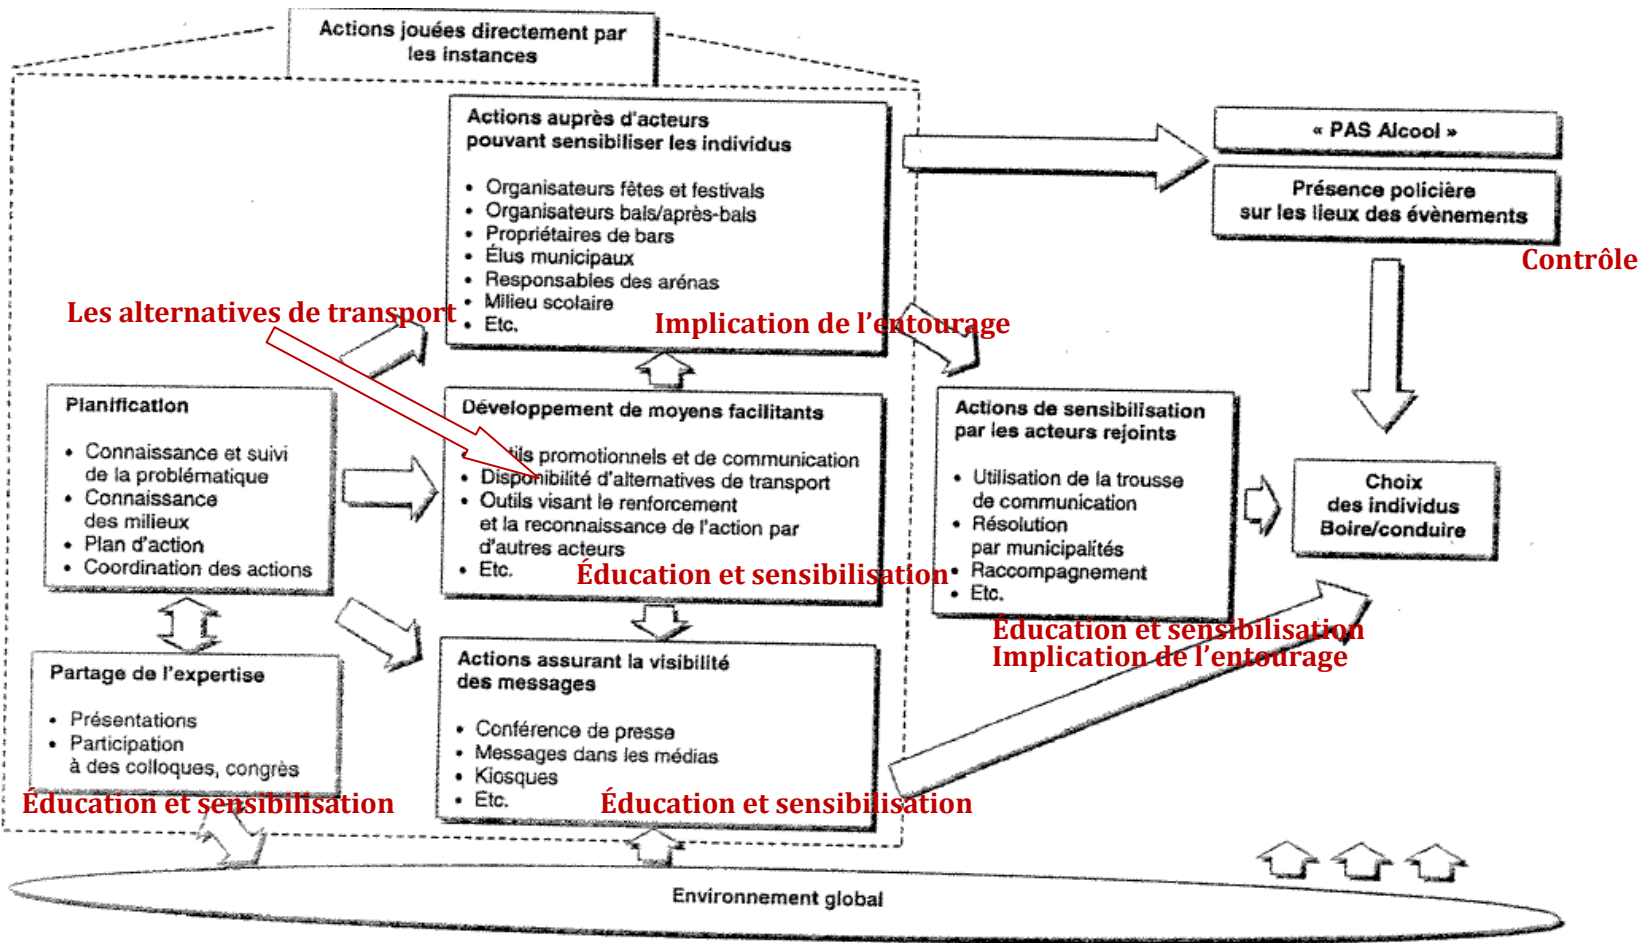 Actions jouées directement par
les instances
Actions auprès d'acteurs
pouvant sensibiliser les individus
• Organisateurs fêtes et festivals
• Organisateurs bals/après-bals
• Propriétaires de bars
• Élus municipaux
• Responsables des arénas
• Milieu scolaire
• Etc.
Implication de l'entourage
« PAS Alcool »
Présence policière
sur les lieux des évènements
Contrôle
Les alternatives de transport
Planification
• Connaissance et suivi
de la problématique
• Connaissance
des milieux
• Plan d'action
• Coordination des actions
Développement de moyens facilitants
promotionnels et de communication
• Disponibilité d'alternatives de transport
• Outils visant le renforcement
et la reconnaissance de l'action par
d'autres acteurs
• Etc.
Éducation et sensibilisation
Actions de sensibilisation
par les acteurs rejoints
• Utilisation de la trousse
de communication
• Résolution
par municipalités
• Raccompagnement
• Etc.
Éducation et sensibilisation
Implication de l'entourage
Choix
des individus
Boire/conduire
Partage de l'expertise
• Présentations
• Participation
à des colloques, congrès
Éducation et sensibilisation
Actions assurant la visibilité
des messages
• Conférence de presse
• Messages dans les médias
• Kiosques
• Etc.
Éducation et sensibilisation
Environnement global